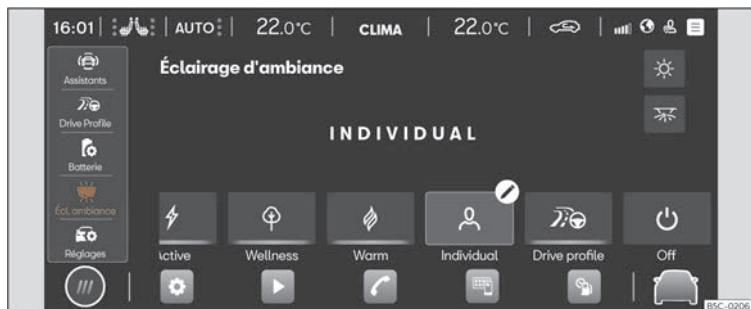 16:01 AUTO 22.0°C CLIMA 22.0°C
Assistants
Éclairage d'ambiance
Drive Profile
INDIVIDUAL
Batterie
Écl. ambiance
Réglages
Active
Wellness
Warm
Individual
Drive profile
Off
BSC-0206